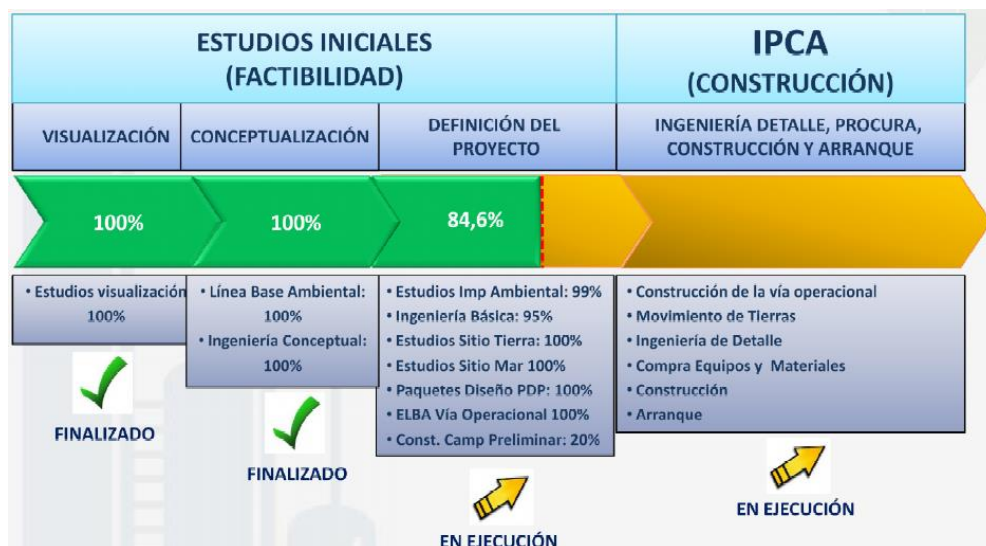 ESTUDIOS INICIALES
(FACTIBILIDAD)
IPCA
(CONSTRUCCIÓN)
VISUALIZACIÓN
CONCEPTUALIZACIÓN
DEFINICIÓN DEL
PROYECTO
INGENIERÍA DETALLE, PROCURA,
CONSTRUCCIÓN Y ARRANQUE
100%
100%
84,6%
• Estudios visualización
100%
FINALIZADO
• Línea Base Ambiental:
100%
• Ingeniería Conceptual:
100%
FINALIZADO
• Estudios Imp Ambiental: 99%
• Ingeniería Básica: 95%
• Estudios Sitio Tierra: 100%
• Estudios Sitio Mar 100%
• Paquetes Diseño PDP: 100%
• ELBA Vía Operacional 100%
• Const. Camp Preliminar: 20%
EN EJECUCIÓN
• Construcción de la vía operacional
• Movimiento de Tierras
• Ingeniería de Detalle
• Compra Equipos y Materiales
• Construcción
• Arranque
EN EJECUCIÓN